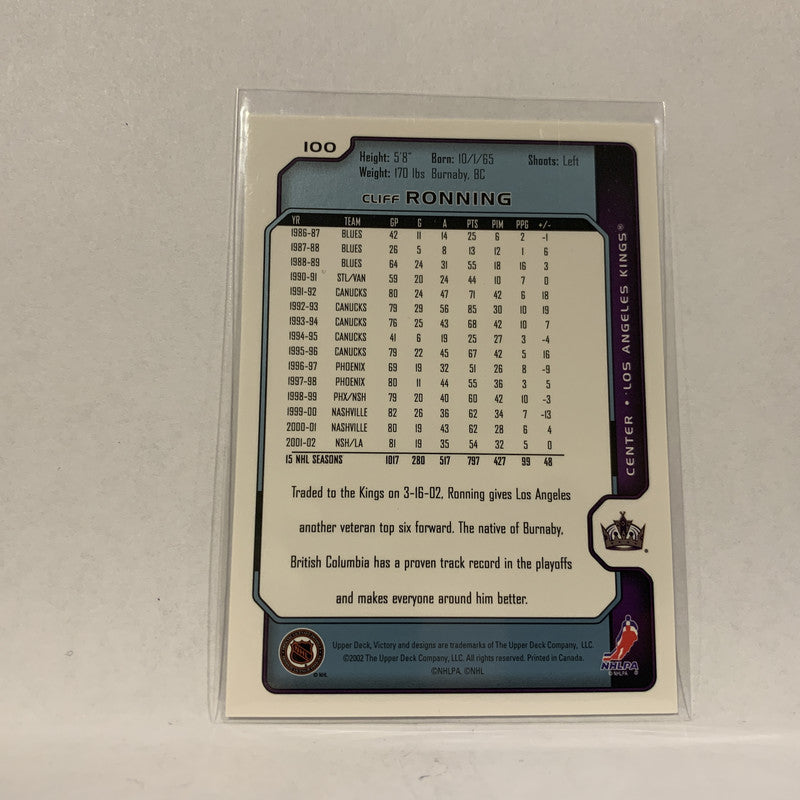 100
Height: 5'8" Born: 10/1/65 Shoots: Left
Weight: 170 lbs Burnaby, BC
CLIFF RONNING
YR TEAM GP G A PTS PIM PPG +/-
1986-87 BLUES 42 11 14 25 6 2 -1
1987-88 BLUES 26 5 8 13 12 1 6
1988-89 BLUES 64 24 31 55 18 16 3
1990-91 STL/VAN 59 20 24 44 10 7 0
1991-92 CANUCKS 80 24 47 71 42 6 18
1992-93 CANUCKS 79 29 56 85 30 10 19
1993-94 CANUCKS 76 25 43 68 42 10 7
1994-95 CANUCKS 41 6 19 25 27 3 -4
1995-96 CANUCKS 79 22 45 67 42 5 16
1996-97 PHOENIX 69 19 32 51 26 8 -9
1997-98 PHOENIX 80 11 44 55 36 3 5
1998-99 PHX/NSH 79 20 40 60 42 10 -3
1999-00 NASHVILLE 82 26 36 62 34 7 -13
2000-01 NASHVILLE 80 19 43 62 28 6 4
2001-02 NSH/LA 81 19 35 54 32 5 0
15 NHL SEASONS 1017 280 517 797 427 99 48
Traded to the Kings on 3-16-02, Ronning gives Los Angeles
another veteran top six forward. The native of Burnaby,
British Columbia has a proven track record in the playoffs
and makes everyone around him better.
CENTER • LOS ANGELES KINGS®
®
Upper Deck, Victory and designs are trademarks of The Upper Deck Company, LLC.
©2002 The Upper Deck Company, LLC. All rights reserved. Printed in Canada.
©NHLPA, ©NHL
NHL
© NHL
NHLPA ®
© NHLPA